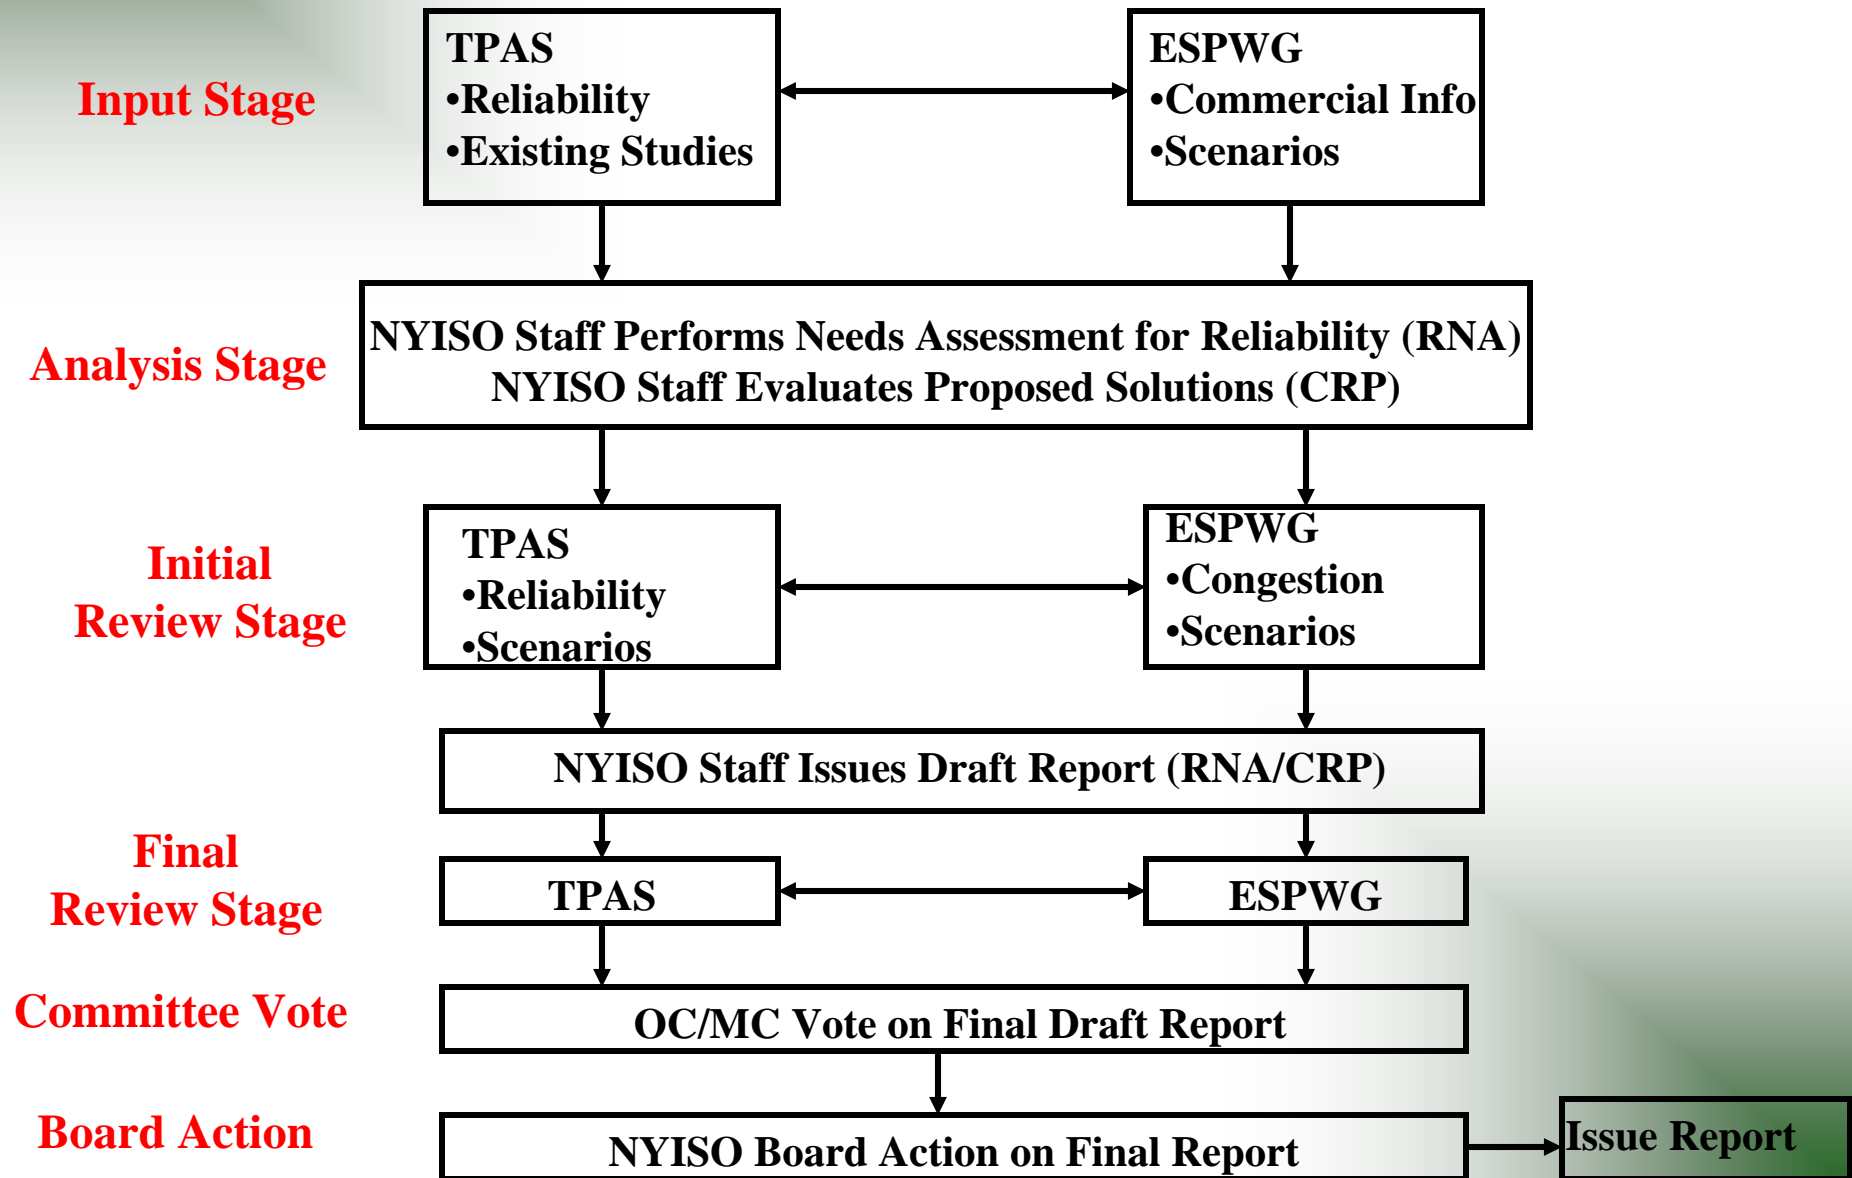 Input Stage
TPAS
•Reliability
•Existing Studies
ESPWG
•Commercial Info
•Scenarios
Analysis Stage
NYISO Staff Performs Needs Assessment for Reliability (RNA)
NYISO Staff Evaluates Proposed Solutions (CRP)
Initial
Review Stage
TPAS
•Reliability
•Scenarios
ESPWG
•Congestion
•Scenarios
NYISO Staff Issues Draft Report (RNA/CRP)
Final
Review Stage
TPAS
ESPWG
Committee Vote
OC/MC Vote on Final Draft Report
Board Action
NYISO Board Action on Final Report
Issue Report